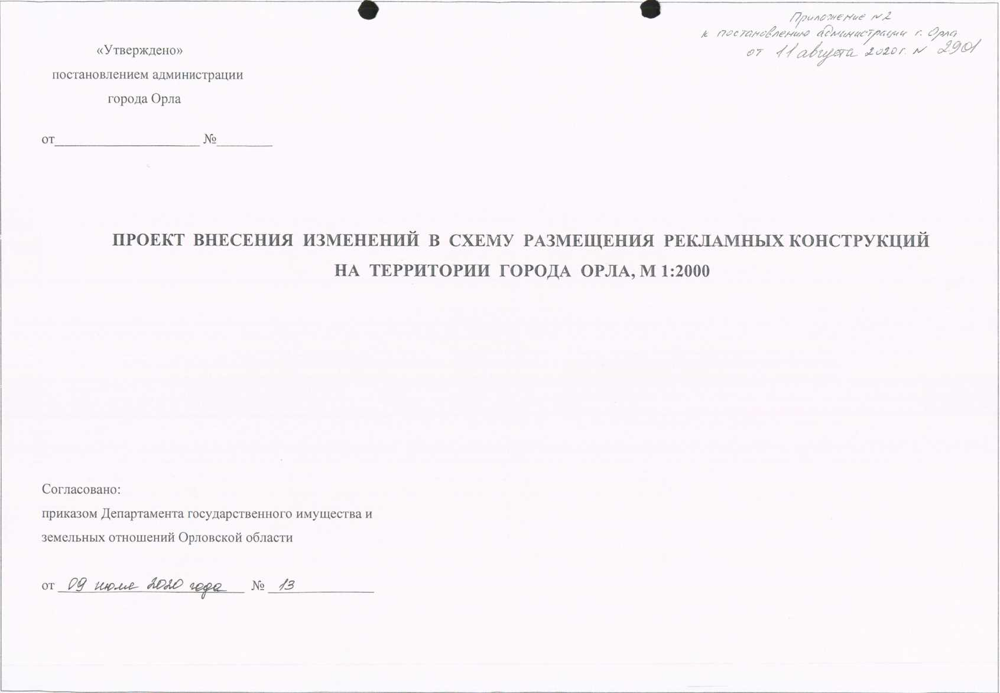 Приложение №2
к постановлению администрации г. Орла
от 11 августа 2020г. № 2901
«Утверждено»
постановлением администрации
города Орла
от____________________ №________
ПРОЕКТ ВНЕСЕНИЯ ИЗМЕНЕНИЙ В СХЕМУ РАЗМЕЩЕНИЯ РЕКЛАМНЫХ КОНСТРУКЦИЙ
НА ТЕРРИТОРИИ ГОРОДА ОРЛА, М 1:2000
Согласовано:
приказом Департамента государственного имущества и
земельных отношений Орловской области
от 09 июля 2020 года № 13